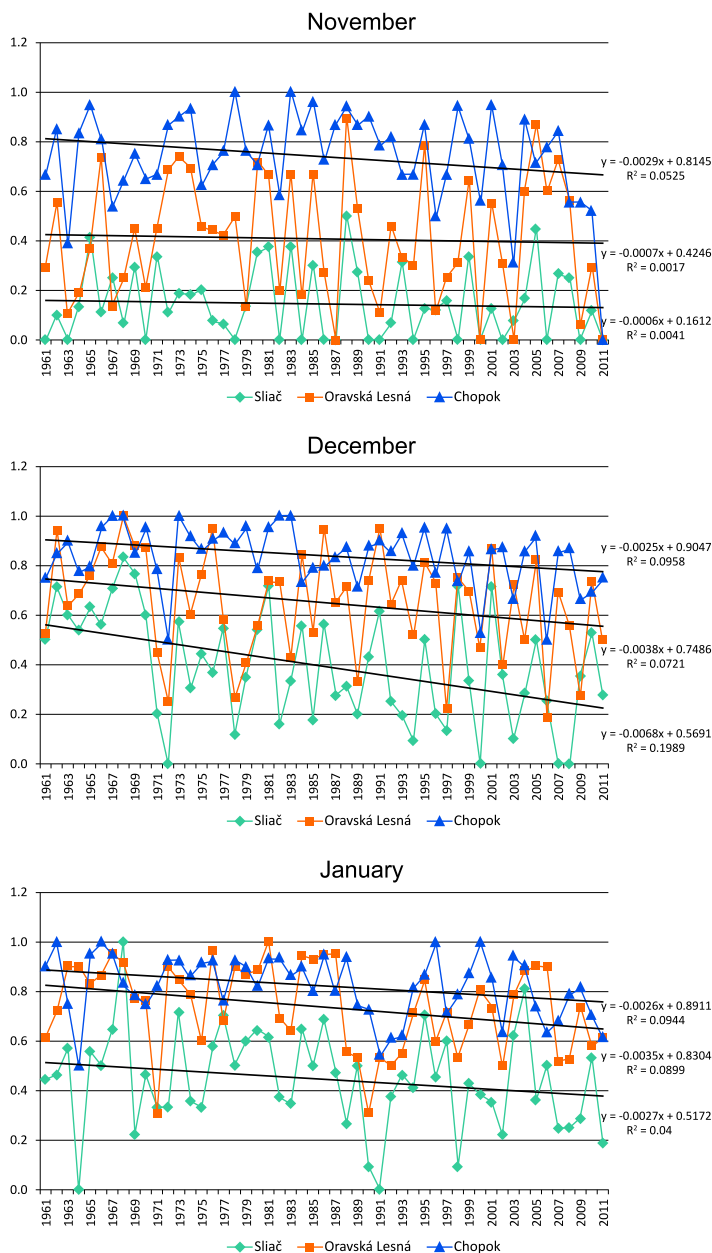 November
1.2
1.0
0.8
0.6
0.4
0.2
0.0
y = -0.0029x + 0.8145
R² = 0.0525
y = -0.0007x + 0.4246
R² = 0.0017
y = -0.0006x + 0.1612
R² = 0.0041
1961 1963 1965 1967 1969 1971 1973 1975 1977 1979 1981 1983 1985 1987 1989 1991 1993 1995 1997 1999 2001 2003 2005 2007 2009 2011
Sliač Oravská Lesná Chopok
December
1.2
1.0
0.8
0.6
0.4
0.2
0.0
y = -0.0025x + 0.9047
R² = 0.0958
y = -0.0038x + 0.7486
R² = 0.0721
y = -0.0068x + 0.5691
R² = 0.1989
1961 1963 1965 1967 1969 1971 1973 1975 1977 1979 1981 1983 1985 1987 1989 1991 1993 1995 1997 1999 2001 2003 2005 2007 2009 2011
Sliač Oravská Lesná Chopok
January
1.2
1.0
0.8
0.6
0.4
0.2
0.0
y = -0.0026x + 0.8911
R² = 0.0944
y = -0.0035x + 0.8304
R² = 0.0899
y = -0.0027x + 0.5172
R² = 0.04
1961 1963 1965 1967 1969 1971 1973 1975 1977 1979 1981 1983 1985 1987 1989 1991 1993 1995 1997 1999 2001 2003 2005 2007 2009 2011
Sliač Oravská Lesná Chopok